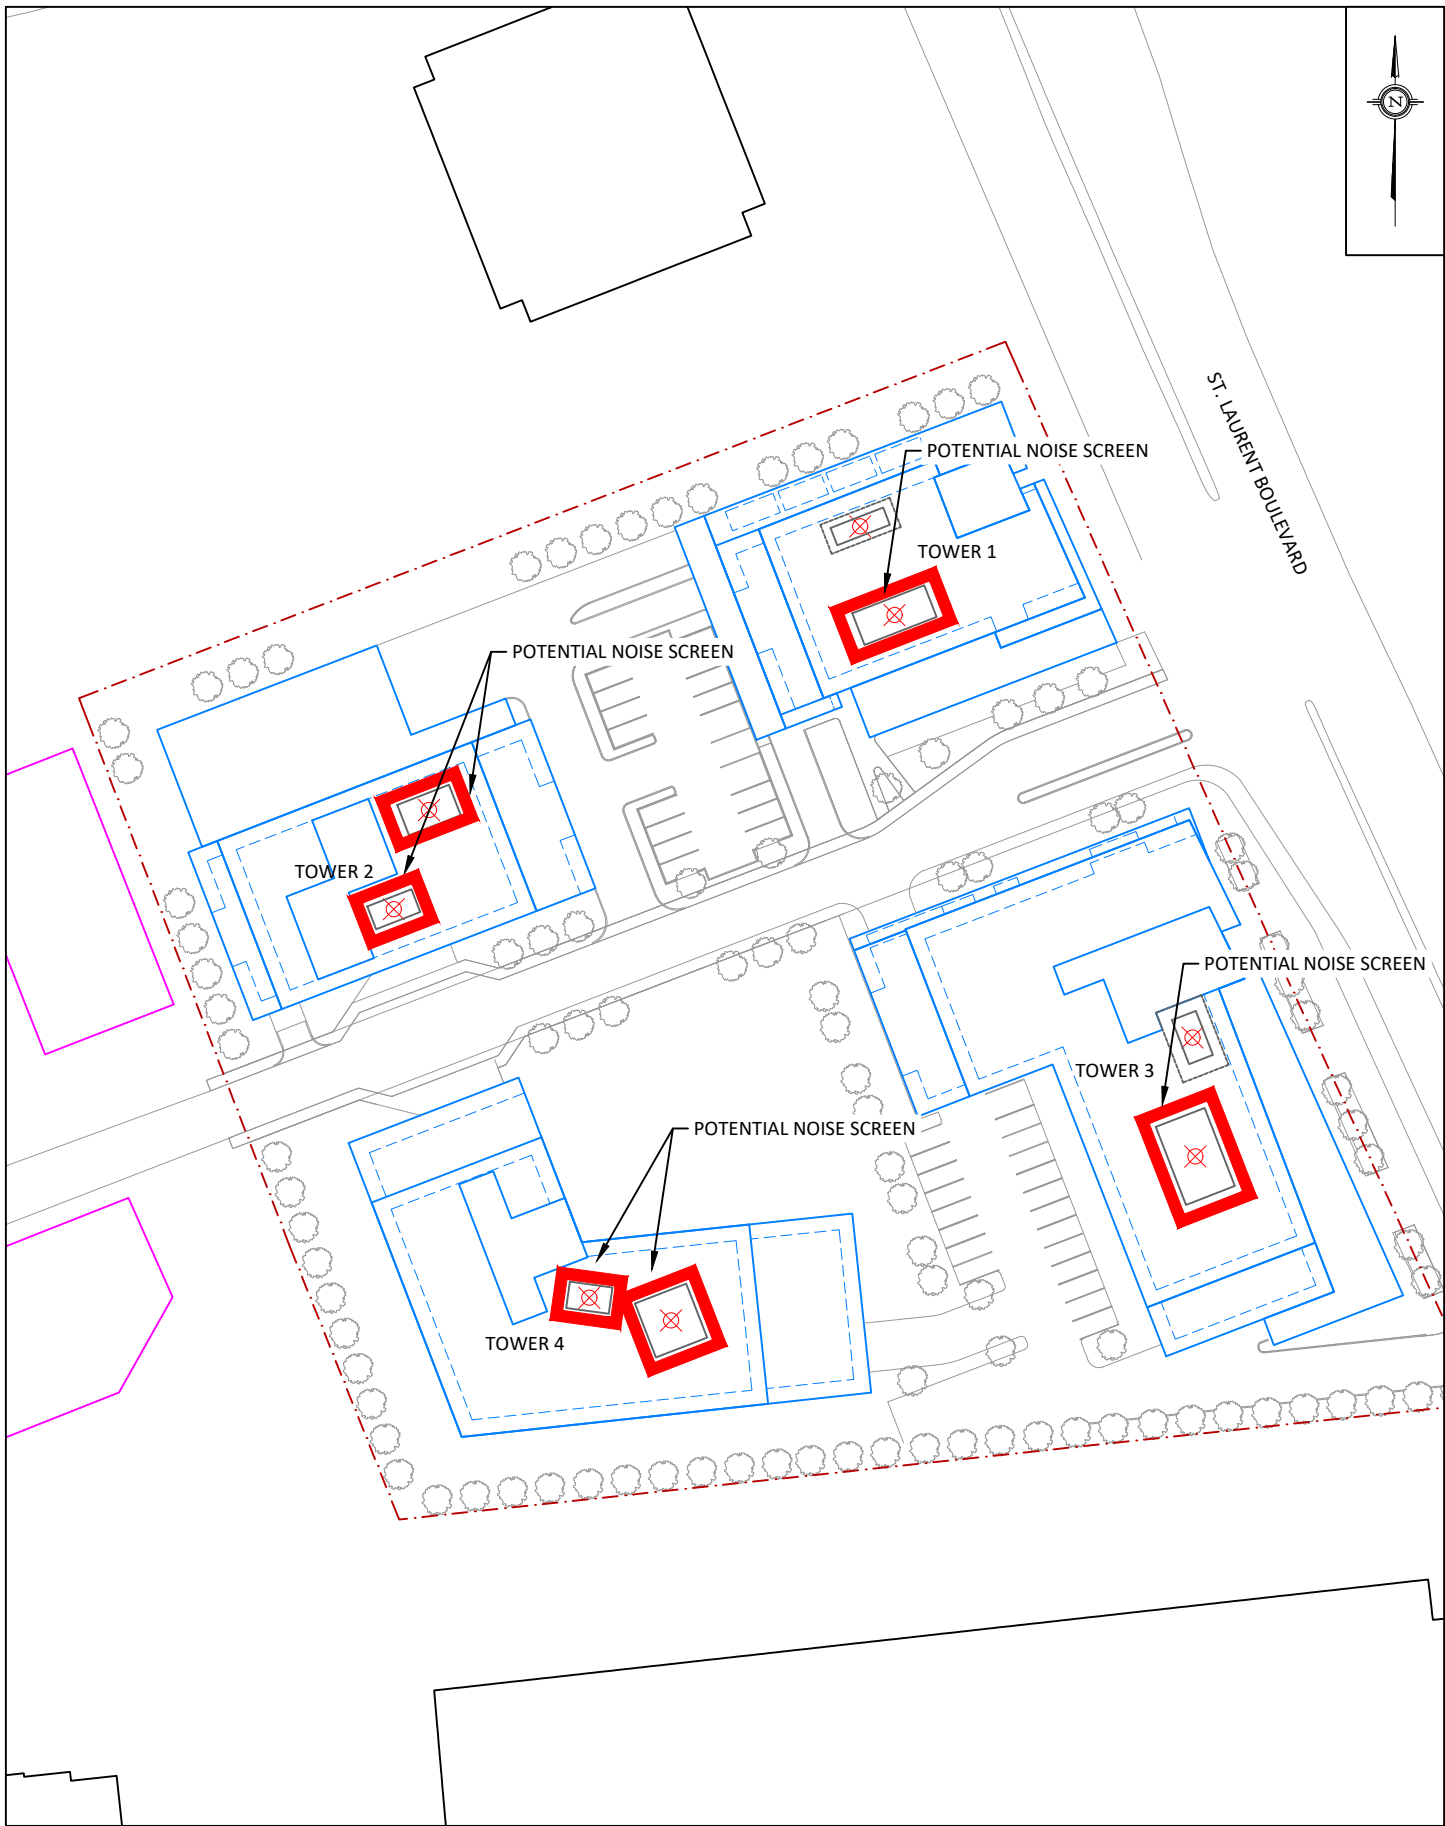 N
ST. LAURENT BOULEVARD
POTENTIAL NOISE SCREEN
TOWER 1
POTENTIAL NOISE SCREEN
TOWER 2
POTENTIAL NOISE SCREEN
TOWER 3
POTENTIAL NOISE SCREEN
TOWER 4